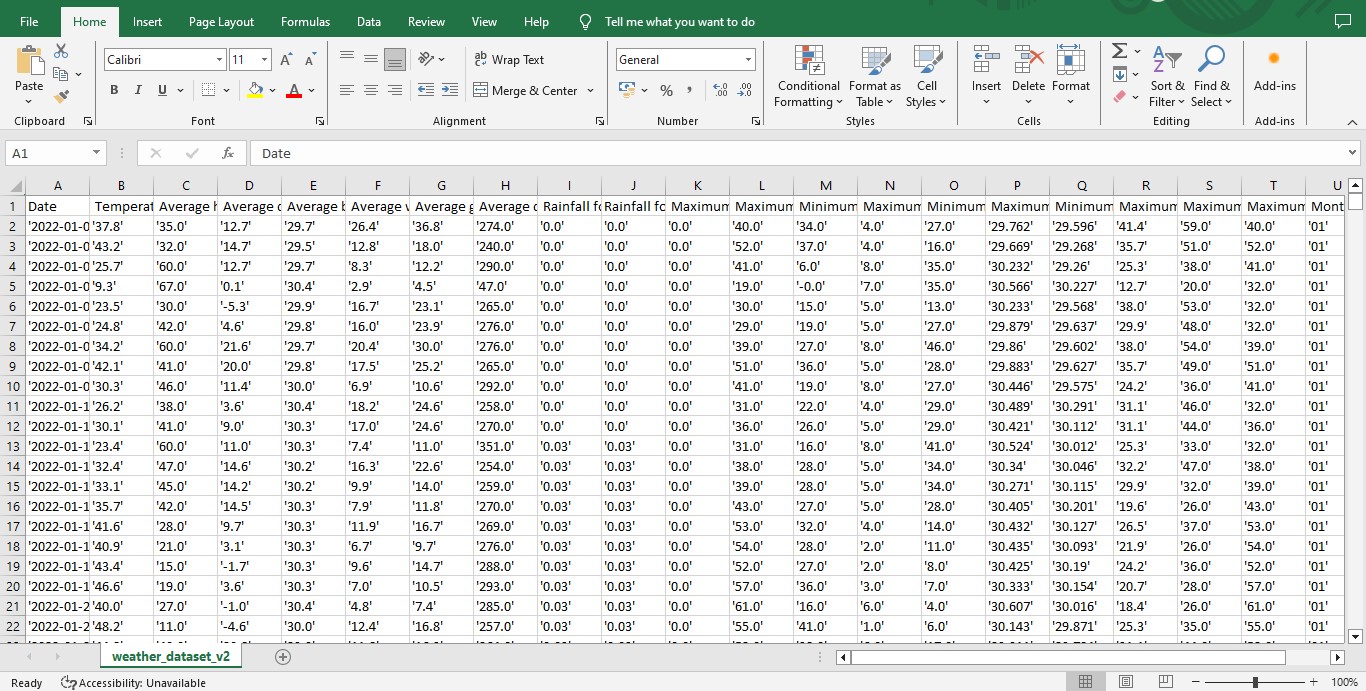 File Home Insert Page Layout Formulas Data Review View Help Tell me what you want to do
Calibri 11 Wrap Text General
Paste B I U Merge & Center % , Conditional Formatting Format as Table Cell Styles Insert Delete Format Sort & Filter Find & Select Add-ins
Clipboard Font Alignment Number Styles Cells Editing Add-ins
A1 fx Date
A B C D E F G H I J K L M N O P Q R S T U
1 Date Temperat Average h Average d Average b Average w Average g Average d Rainfall fo Rainfall fo Maximum Maximum Minimum Maximum Minimum Maximum Minimum Maximum Maximum Maximum Mont
2 '2022-01-0 '37.8' '35.0' '12.7' '29.7' '26.4' '36.8' '274.0' '0.0' '0.0' '0.0' '40.0' '34.0' '4.0' '27.0' '29.762' '29.596' '41.4' '59.0' '40.0' '01'
3 '2022-01-0 '43.2' '32.0' '14.7' '29.5' '12.8' '18.0' '240.0' '0.0' '0.0' '0.0' '52.0' '37.0' '4.0' '16.0' '29.669' '29.268' '35.7' '51.0' '52.0' '01'
4 '2022-01-0 '25.7' '60.0' '12.7' '29.7' '8.3' '12.2' '290.0' '0.0' '0.0' '0.0' '41.0' '6.0' '8.0' '35.0' '30.232' '29.26' '25.3' '38.0' '41.0' '01'
5 '2022-01-0 '9.3' '67.0' '0.1' '30.4' '2.9' '4.5' '47.0' '0.0' '0.0' '0.0' '19.0' '-0.0' '7.0' '35.0' '30.566' '30.227' '12.7' '20.0' '32.0' '01'
6 '2022-01-0 '23.5' '30.0' '-5.3' '29.9' '16.7' '23.1' '265.0' '0.0' '0.0' '0.0' '30.0' '15.0' '5.0' '13.0' '30.233' '29.568' '38.0' '53.0' '32.0' '01'
7 '2022-01-0 '24.8' '42.0' '4.6' '29.8' '16.0' '23.9' '276.0' '0.0' '0.0' '0.0' '29.0' '19.0' '5.0' '27.0' '29.879' '29.637' '29.9' '48.0' '32.0' '01'
8 '2022-01-0 '34.2' '60.0' '21.6' '29.7' '20.4' '30.0' '276.0' '0.0' '0.0' '0.0' '39.0' '27.0' '8.0' '46.0' '29.86' '29.602' '38.0' '54.0' '39.0' '01'
9 '2022-01-0 '42.1' '41.0' '20.0' '29.8' '17.5' '25.2' '265.0' '0.0' '0.0' '0.0' '51.0' '36.0' '5.0' '28.0' '29.883' '29.627' '35.7' '49.0' '51.0' '01'
10 '2022-01-0 '30.3' '46.0' '11.4' '30.0' '6.9' '10.6' '292.0' '0.0' '0.0' '0.0' '41.0' '19.0' '8.0' '27.0' '30.446' '29.575' '24.2' '36.0' '41.0' '01'
11 '2022-01-1 '26.2' '38.0' '3.6' '30.4' '18.2' '24.6' '258.0' '0.0' '0.0' '0.0' '31.0' '22.0' '4.0' '29.0' '30.489' '30.291' '31.1' '46.0' '32.0' '01'
12 '2022-01-1 '30.1' '41.0' '9.0' '30.3' '17.0' '24.6' '270.0' '0.0' '0.0' '0.0' '36.0' '26.0' '5.0' '29.0' '30.421' '30.112' '31.1' '44.0' '36.0' '01'
13 '2022-01-1 '23.4' '60.0' '11.0' '30.3' '7.4' '11.0' '351.0' '0.03' '0.03' '0.0' '31.0' '16.0' '8.0' '41.0' '30.524' '30.012' '25.3' '33.0' '32.0' '01'
14 '2022-01-1 '32.4' '47.0' '14.6' '30.2' '16.3' '22.6' '254.0' '0.03' '0.03' '0.0' '38.0' '28.0' '5.0' '34.0' '30.34' '30.046' '32.2' '47.0' '38.0' '01'
15 '2022-01-1 '33.1' '45.0' '14.2' '30.2' '9.9' '14.0' '259.0' '0.03' '0.03' '0.0' '39.0' '28.0' '5.0' '34.0' '30.271' '30.115' '29.9' '32.0' '39.0' '01'
16 '2022-01-1 '35.7' '42.0' '14.5' '30.3' '7.9' '11.8' '270.0' '0.03' '0.03' '0.0' '43.0' '27.0' '5.0' '28.0' '30.405' '30.201' '19.6' '26.0' '43.0' '01'
17 '2022-01-1 '41.6' '28.0' '9.7' '30.3' '11.9' '16.7' '269.0' '0.03' '0.03' '0.0' '53.0' '32.0' '4.0' '14.0' '30.432' '30.127' '26.5' '37.0' '53.0' '01'
18 '2022-01-1 '40.9' '21.0' '3.1' '30.3' '6.7' '9.7' '276.0' '0.03' '0.03' '0.0' '54.0' '28.0' '2.0' '11.0' '30.435' '30.093' '21.9' '26.0' '54.0' '01'
19 '2022-01-1 '43.4' '15.0' '-1.7' '30.3' '9.6' '14.7' '288.0' '0.03' '0.03' '0.0' '52.0' '27.0' '2.0' '8.0' '30.425' '30.19' '24.2' '36.0' '52.0' '01'
20 '2022-01-1 '46.6' '19.0' '3.6' '30.3' '7.0' '10.5' '293.0' '0.03' '0.03' '0.0' '57.0' '36.0' '3.0' '7.0' '30.333' '30.154' '20.7' '28.0' '57.0' '01'
21 '2022-01-2 '40.0' '27.0' '-1.0' '30.4' '4.8' '7.4' '285.0' '0.03' '0.03' '0.0' '61.0' '16.0' '6.0' '4.0' '30.607' '30.016' '18.4' '26.0' '61.0' '01'
22 '2022-01-2 '48.2' '11.0' '-4.6' '30.0' '12.4' '16.8' '257.0' '0.03' '0.03' '0.0' '55.0' '41.0' '1.0' '6.0' '30.143' '29.871' '25.3' '35.0' '55.0' '01'
weather_dataset_v2
Ready Accessibility: Unavailable 100%